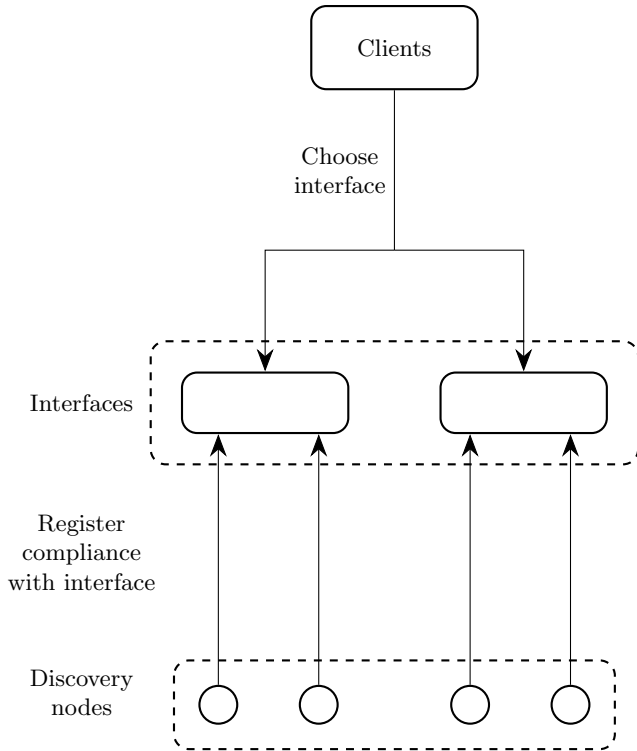 Clients
Choose
interface
Interfaces
Register
compliance
with interface
Discovery
nodes